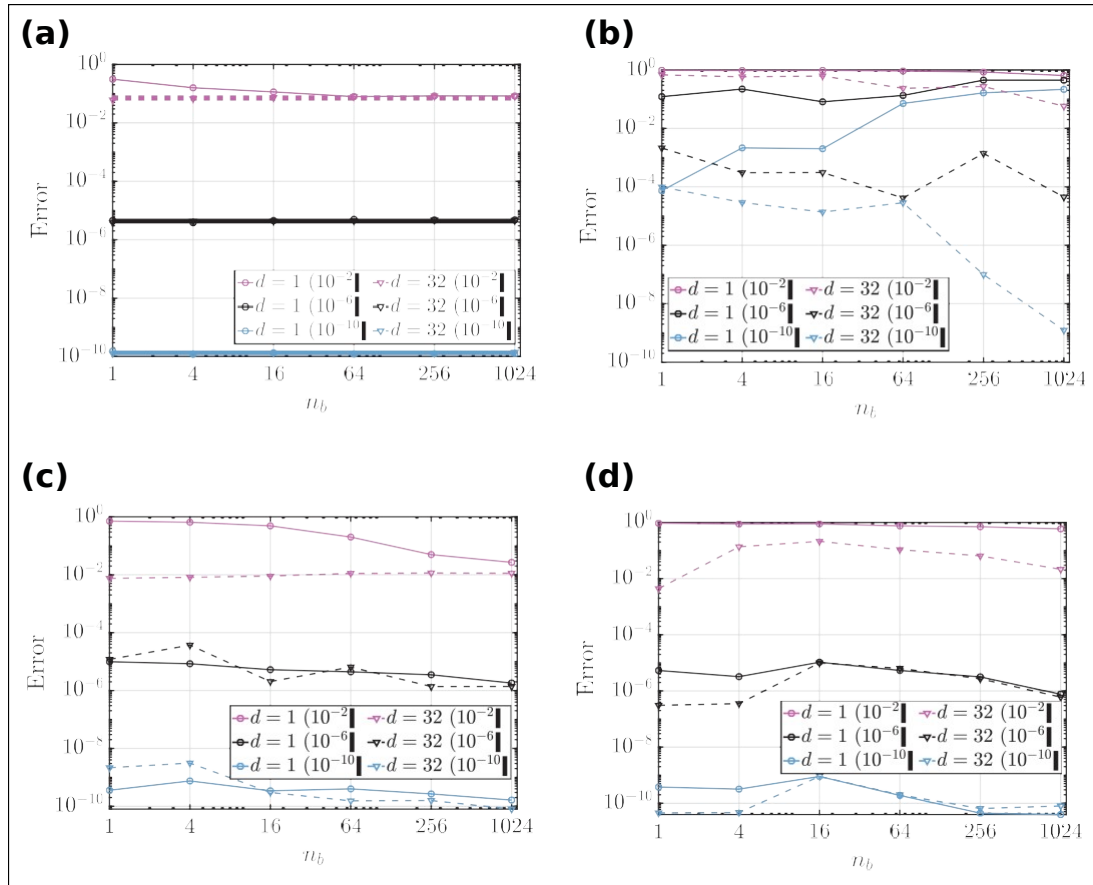 (a)
10^0
10^{-2}
10^{-4}
10^{-6}
10^{-8}
10^{-10}
Error
d = 1 (10^{-2} d = 32 (10^{-2}
d = 1 (10^{-6} d = 32 (10^{-6}
d = 1 (10^{-10} d = 32 (10^{-10}
1 4 16 64 256 1024
n_b
(b)
10^0
10^{-2}
10^{-4}
10^{-6}
10^{-8}
10^{-10}
Error
d = 1 (10^{-2} d = 32 (10^{-2}
d = 1 (10^{-6} d = 32 (10^{-6}
d = 1 (10^{-10} d = 32 (10^{-10}
1 4 16 64 256 1024
n_b
(c)
10^0
10^{-2}
10^{-4}
10^{-6}
10^{-8}
10^{-10}
Error
d = 1 (10^{-2} d = 32 (10^{-2}
d = 1 (10^{-6} d = 32 (10^{-6}
d = 1 (10^{-10} d = 32 (10^{-10}
1 4 16 64 256 1024
n_b
(d)
10^0
10^{-2}
10^{-4}
10^{-6}
10^{-8}
10^{-10}
Error
d = 1 (10^{-2} d = 32 (10^{-2}
d = 1 (10^{-6} d = 32 (10^{-6}
d = 1 (10^{-10} d = 32 (10^{-10}
1 4 16 64 256 1024
n_b